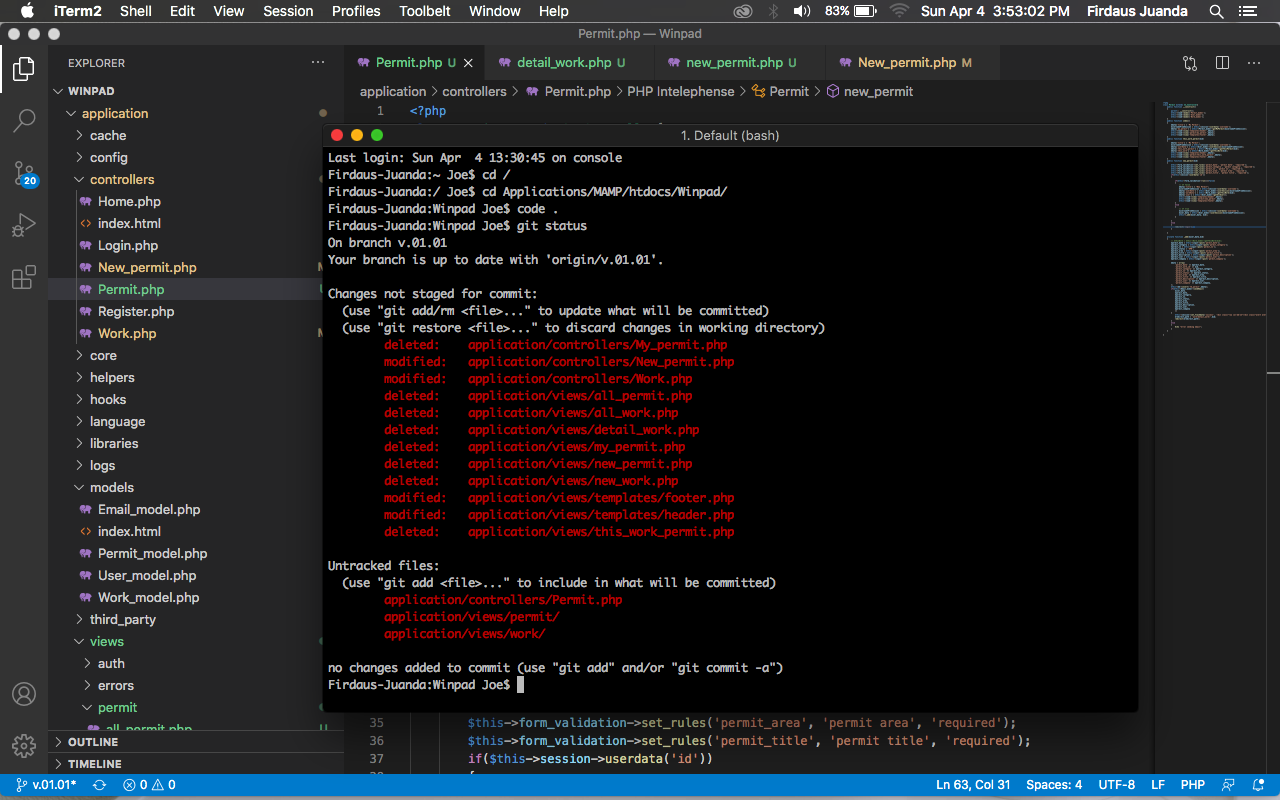 iTerm2 Shell Edit View Session Profiles Toolbelt Window Help 83% Sun Apr 4 3:53:02 PM Firdaus Juanda
Permit.php — Winpad
EXPLORER
Permit.php U
detail_work.php U
new_permit.php U
New_permit.php M
WINPAD
application > controllers > Permit.php > PHP Intelephense > Permit > new_permit
1 <?php
application
cache
config
controllers
Home.php
index.html
Login.php
New_permit.php
Permit.php
Register.php
Work.php
core
helpers
hooks
language
libraries
logs
models
Email_model.php
index.html
Permit_model.php
User_model.php
Work_model.php
third_party
views
auth
errors
permit
all_permit.php U
OUTLINE
TIMELINE
20
1. Default (bash)
Last login: Sun Apr  4 13:30:45 on console
Firdaus-Juanda:~ Joe$ cd /
Firdaus-Juanda:/ Joe$ cd Applications/MAMP/htdocs/Winpad/
Firdaus-Juanda:Winpad Joe$ code .
Firdaus-Juanda:Winpad Joe$ git status
On branch v.01.01
Your branch is up to date with 'origin/v.01.01'.
Changes not staged for commit:
(use "git add/rm <file>..." to update what will be committed)
(use "git restore <file>..." to discard changes in working directory)
deleted:    application/controllers/My_permit.php
modified:   application/controllers/New_permit.php
modified:   application/controllers/Work.php
deleted:    application/views/all_permit.php
deleted:    application/views/all_work.php
deleted:    application/views/detail_work.php
deleted:    application/views/my_permit.php
deleted:    application/views/new_permit.php
deleted:    application/views/new_work.php
modified:   application/views/templates/footer.php
modified:   application/views/templates/header.php
deleted:    application/views/this_work_permit.php
Untracked files:
(use "git add <file>..." to include in what will be committed)
application/controllers/Permit.php
application/views/permit/
application/views/work/
no changes added to commit (use "git add" and/or "git commit -a")
Firdaus-Juanda:Winpad Joe$
35 $this->form_validation->set_rules('permit_area', 'permit area', 'required');
36 $this->form_validation->set_rules('permit_title', 'permit title', 'required');
37 if($this->session->userdata('id'))
v.01.01* 0 0 Ln 63, Col 31 Spaces: 4 UTF-8 LF PHP